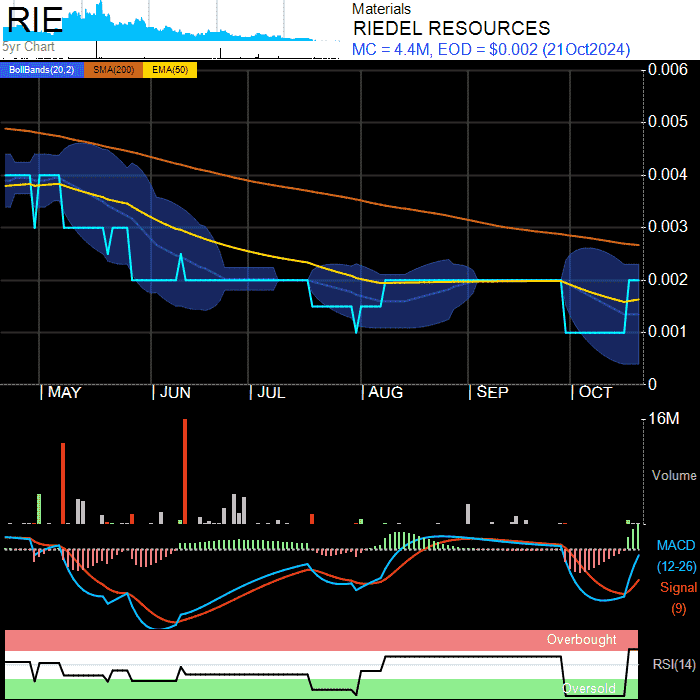 RIE
5yr Chart
Materials
RIEDEL RESOURCES
MC = 4.4M, EOD = $0.002 (21Oct2024)
BollBands(20,2) SMA(200) EMA(50)
0.006
0.005
0.004
0.003
0.002
0.001
0
MAY JUN JUL AUG SEP OCT
16M
Volume
MACD
(12-26)
Signal
(9)
Overbought
RSI(14)
Oversold